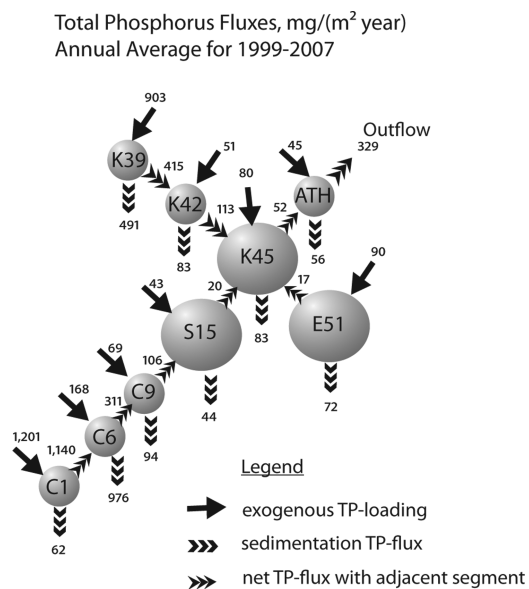 Total Phosphorus Fluxes, mg/(m² year)
Annual Average for 1999-2007
903
Outflow
K39
415
51
45
329
K42
80
ATH
491
113
52
83
K45
56
90
43
20
17
S15
83
E51
69
106
C9
44
72
168
311
C6
94
1,201
1,140
976
C1
62
Legend
exogenous TP-loading
sedimentation TP-flux
net TP-flux with adjacent segment